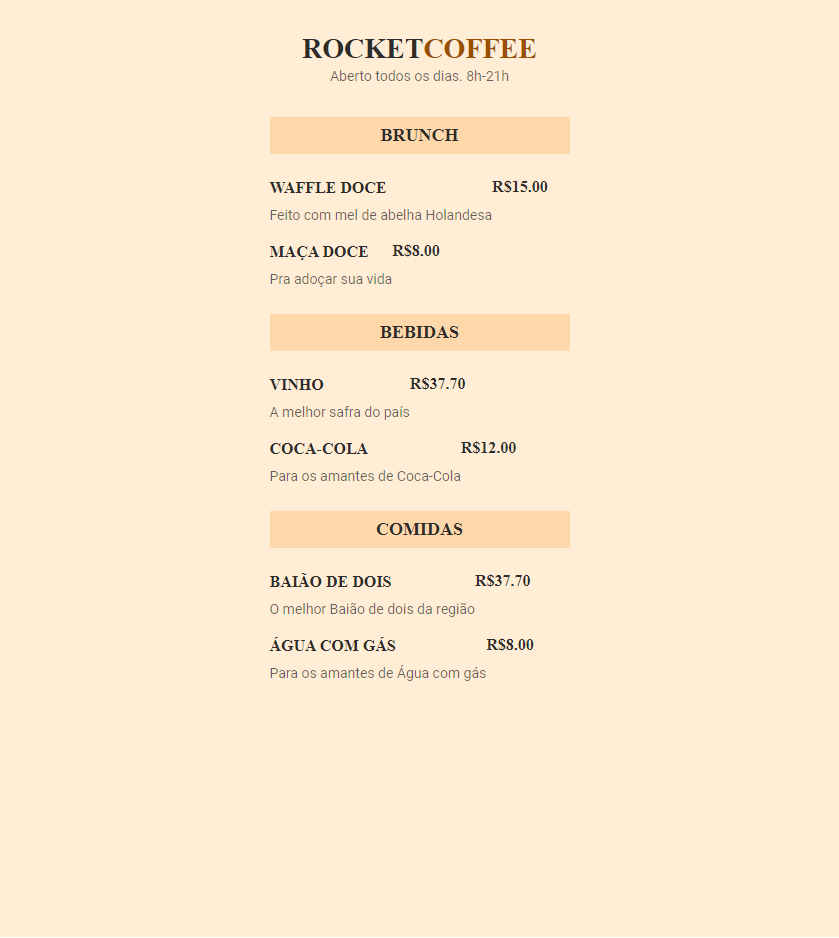 ROCKETCOFFEE
Aberto todos os dias. 8h-21h
BRUNCH
WAFFLE DOCE R$15.00
Feito com mel de abelha Holandesa
MAÇA DOCE R$8.00
Pra adoçar sua vida
BEBIDAS
VINHO R$37.70
A melhor safra do país
COCA-COLA R$12.00
Para os amantes de Coca-Cola
COMIDAS
BAIÃO DE DOIS R$37.70
O melhor Baião de dois da região
ÁGUA COM GÁS R$8.00
Para os amantes de Água com gás